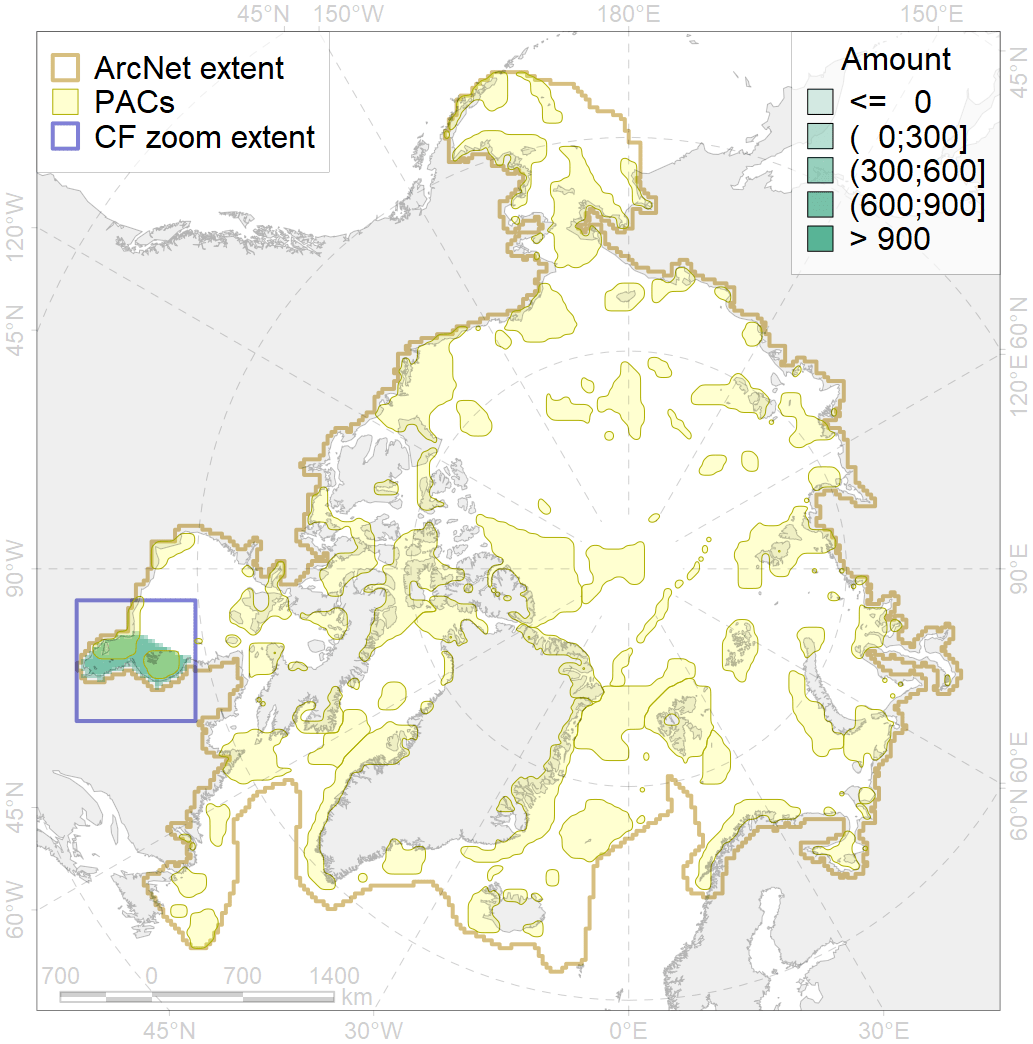 45°N 150°W 180°E 150°E
ArcNet extent
PACs
CF zoom extent
Amount
<= 0
( 0;300]
(300;600]
(600;900]
> 900
45°N
120°W
45°N
90°W
45°N
60°W
60°N
120°E
90°E
60°E
60°N
700 0 700 1400
km
45°N 30°W 0°E 30°E